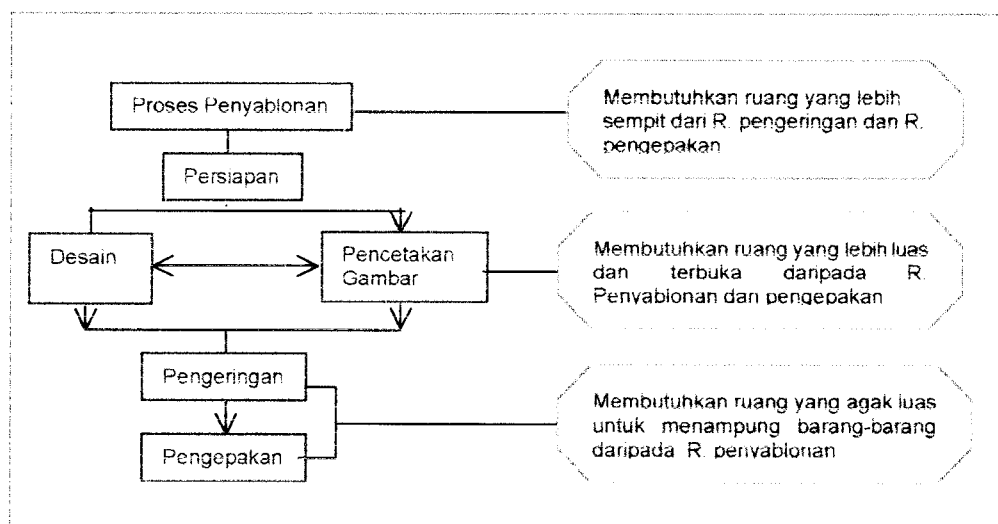 Proses Penyablonan
Membutuhkan ruang yang lebih
sempit dari R. pengeringan dan R.
pengepakan
Persiapan
Desain
Pencetakan
Gambar
Membutuhkan ruang yang lebih luas
dan terbuka daripada R.
Penyablonan dan pengepakan
Pengeringan
Pengepakan
Membutuhkan ruang yang agak luas
untuk menampung barang-barang
daripada R. penyablonan